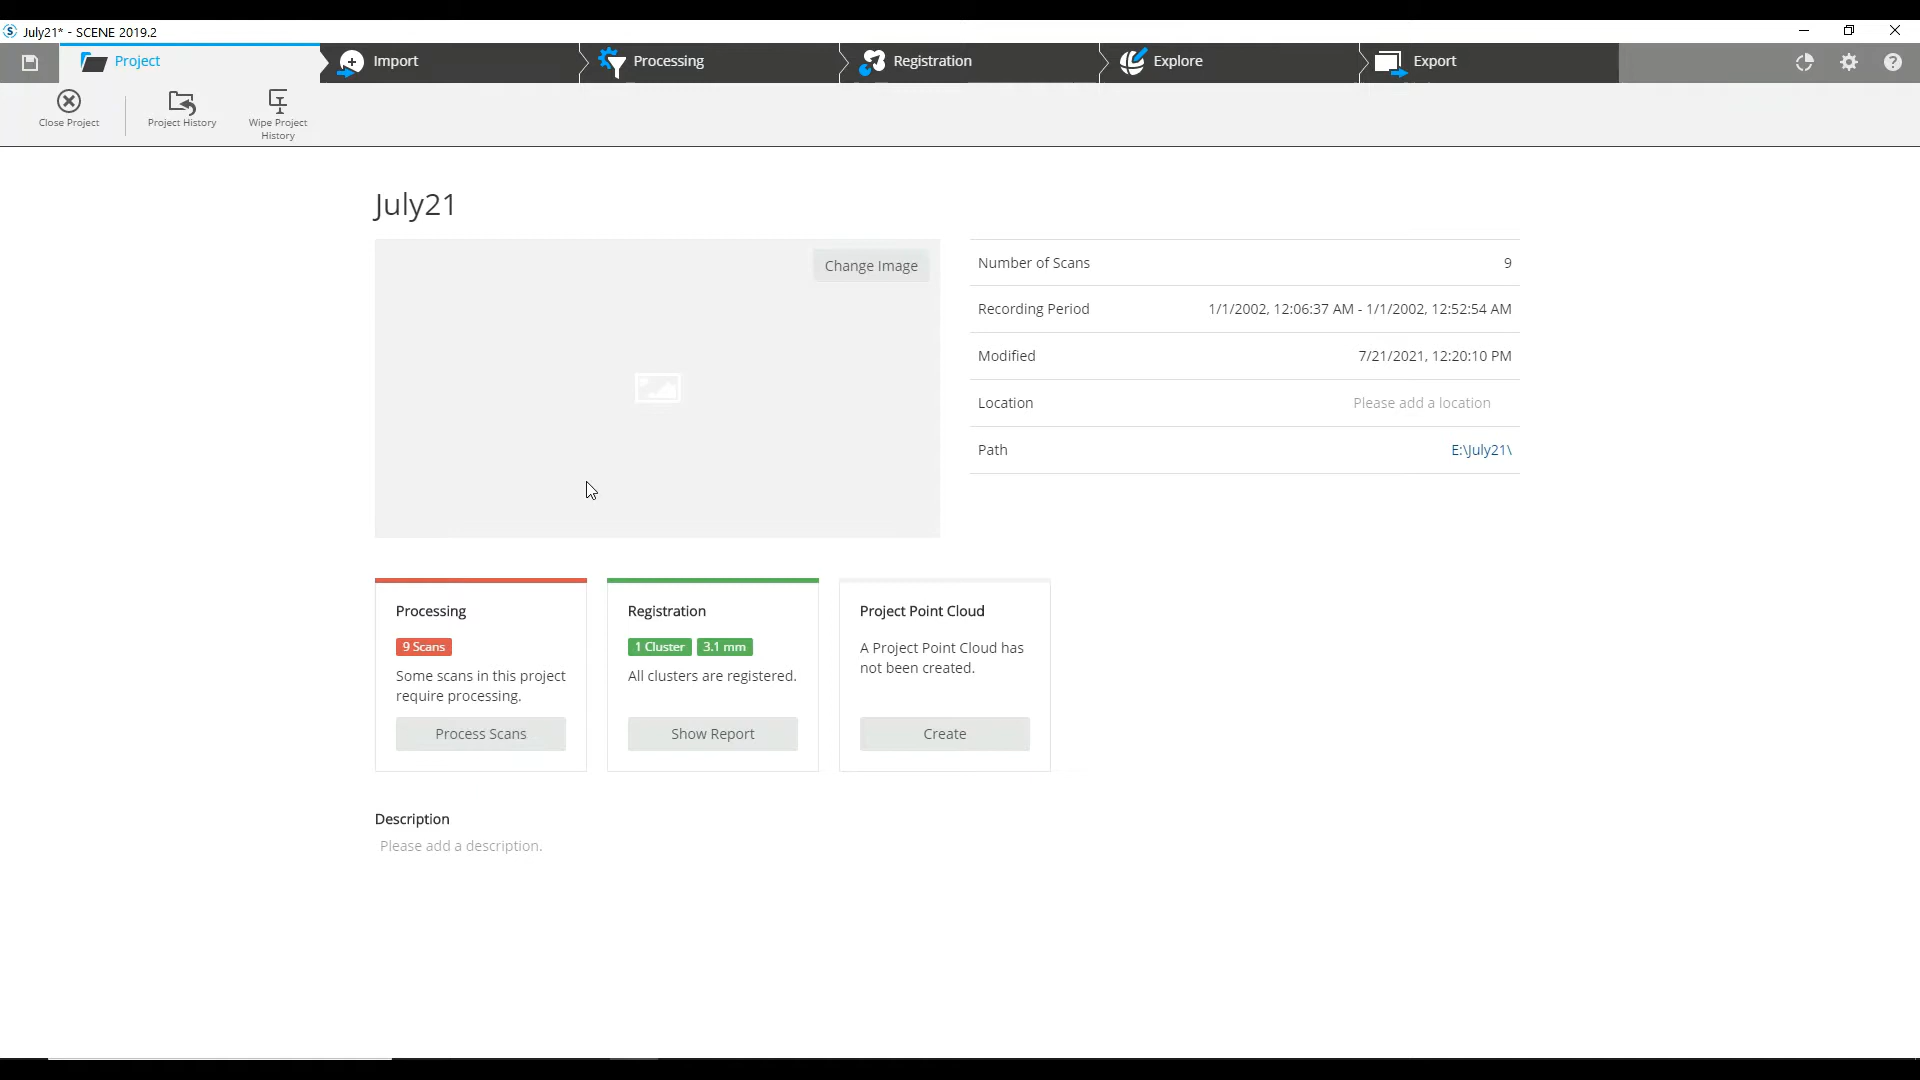 July21* - SCENE 2019.2
Project
Import
Processing
Registration
Explore
Export
Close Project
Project History
Wipe Project
History
July21
Change Image
Number of Scans 9
Recording Period 1/1/2002, 12:06:37 AM - 1/1/2002, 12:52:54 AM
Modified 7/21/2021, 12:20:10 PM
Location Please add a location
Path E:\July21\
Processing
9 Scans
Some scans in this project
require processing.
Process Scans
Registration
1 Cluster 3.1 mm
All clusters are registered.
Show Report
Project Point Cloud
A Project Point Cloud has
not been created.
Create
Description
Please add a description.